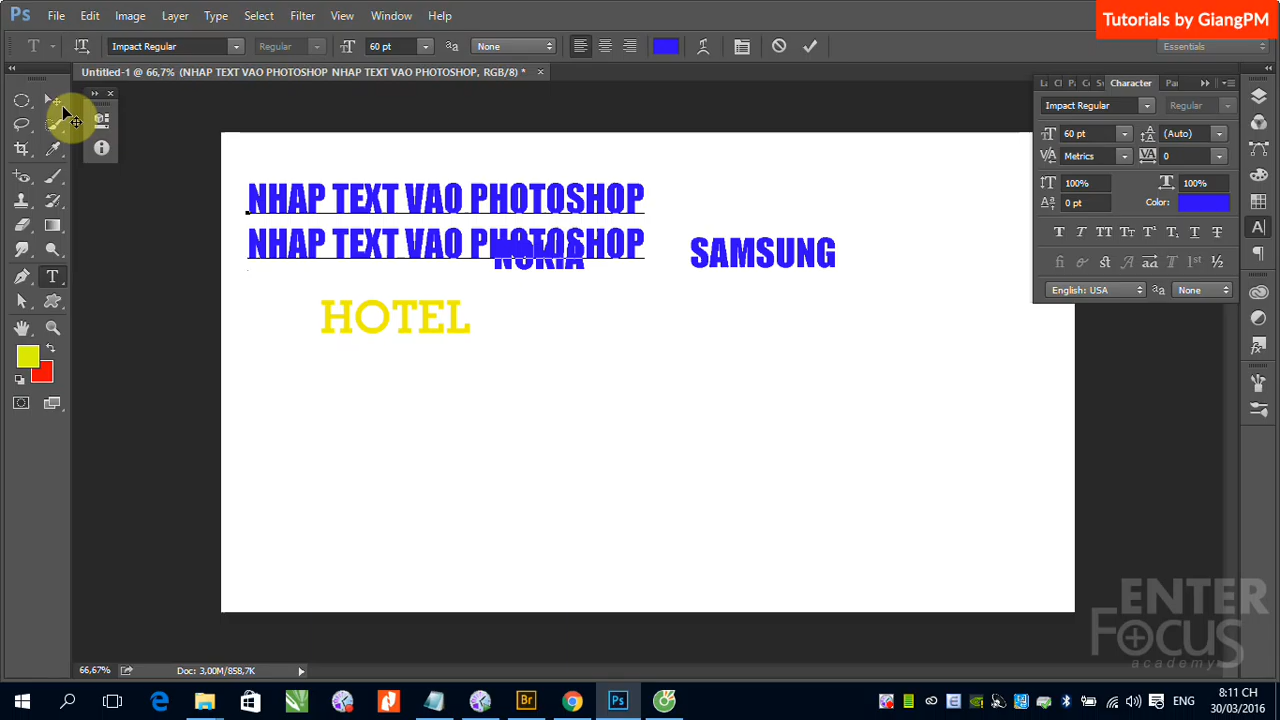 Ps File Edit Image Layer Type Select Filter View Window Help
Tutorials by GiangPM
T Impact Regular Regular 60 pt aa None
Essentials
Untitled-1 @ 66,7% (NHAP TEXT VAO PHOTOSHOP NHAP TEXT VAO PHOTOSHOP, RGB/8) *
Character
Impact Regular Regular
60 pt (Auto)
Metrics 0
100% 100%
0 pt Color:
English: USA aa None
NHAP TEXT VAO PHOTOSHOP
NHAP TEXT VAO PHOTOSHOP
NOKIA SAMSUNG
HOTEL
66,67% Doc: 3,00M/858,7K
ENTER
FOCUS
academy
ENG
8:11 CH
30/03/2016